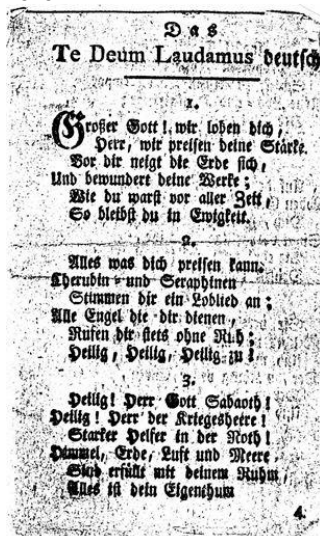 Das
Te Deum Laudamus deutsch
1.
Großer Gott! wir loben dich,
Herr, wir preisen deine Stärke.
Vor dir neigt die Erde sich,
Und bewundert deine Werke;
Wie du warst vor aller Zeit,
So bleibst du in Ewigkeit.
2.
Alles was dich preisen kann.
Cherubin- und Seraphinen
Stimmen dir ein Loblied an;
Alle Engel die dir dienen,
Rufen dir stets ohne Ruh;
Heilig, Heilig, Heilig zu!
3.
Heilig! Herr Gott Sabaoth!
Heilig! Herr der Kriegesheere!
Starker Helfer in der Noth!
Himmel, Erde, Luft und Meere,
Sind erfüllt mit deinem Ruhm,
Alles ist dein Eigenthum
4.